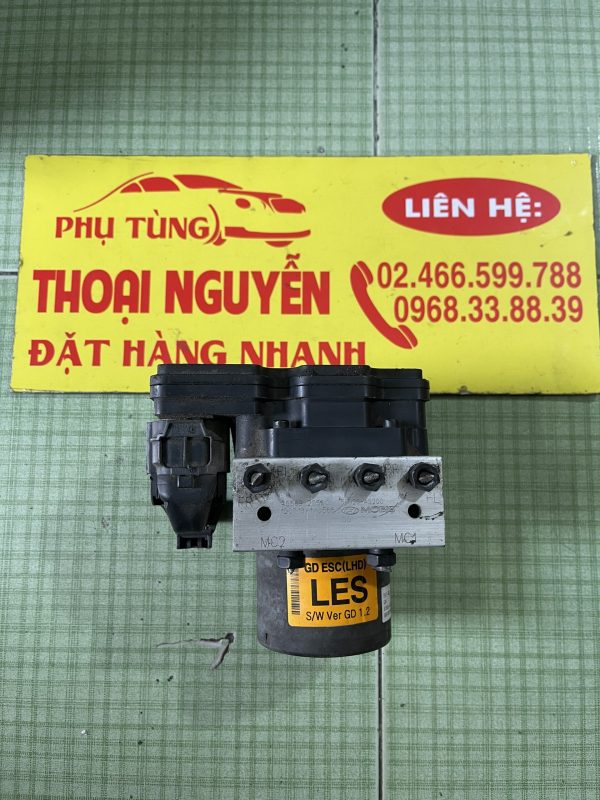 PHỤ TÙNG
LIÊN HỆ:
THOẠI NGUYỄN
02.466.599.788
0968.33.88.39
ĐẶT HÀNG NHANH
MOBIS
MC2
MC1
GD ESC(LHD)
LES
S/W Ver GD 1.2